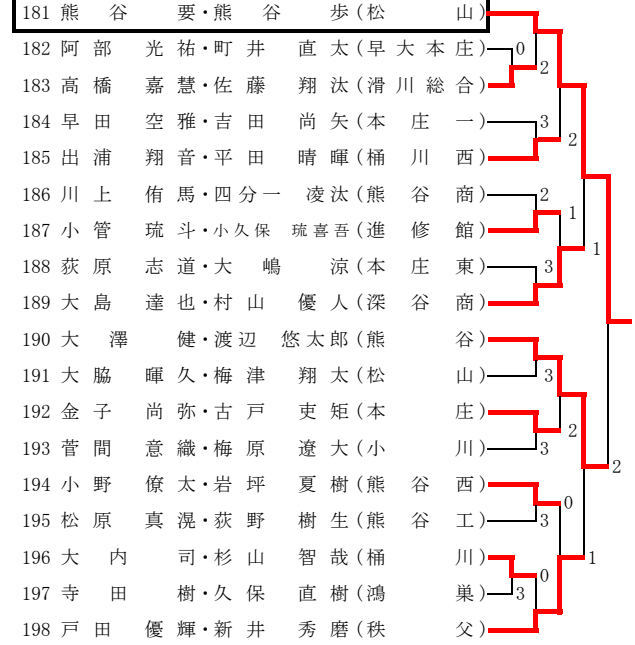 181 熊谷 要・熊谷 歩(松山)
182 阿部 光祐・町井 直太(早大本庄) 0
183 高橋 嘉慧・佐藤 翔汰(滑川総合) 2
184 早田 空雅・吉田 尚矢(本庄一) 3
2
185 出浦 翔音・平田 晴暉(桶川西)
186 川上 侑馬・四分一 凌汰(熊谷商) 2
1
187 小管 琉斗・小久保 琉喜吾(進修館)
1
188 荻原 志道・大嶋 涼(本庄東) 3
189 大島 達也・村山 優人(深谷商)
190 大澤 健・渡辺 悠太郎(熊谷)
191 大脇 暉久・梅津 翔太(松山) 3
192 金子 尚弥・古戸 吏矩(本庄)
2
193 菅間 意織・梅原 遼大(小川) 3
2
194 小野 僚太・岩坪 夏樹(熊谷西)
0
195 松原 真滉・荻野 樹生(熊谷工) 3
196 大内 司・杉山 智哉(桶川) 1
0
197 寺田 樹・久保 直樹(鴻巣) 3
198 戸田 優輝・新井 秀磨(秩父)